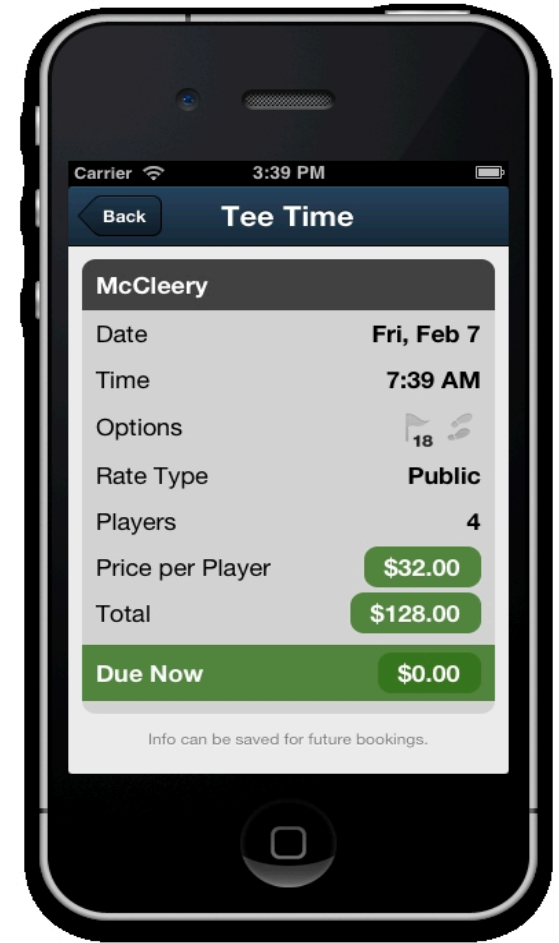 Carrier 3:39 PM
Back Tee Time
McCleery
Date Fri, Feb 7
Time 7:39 AM
Options 18
Rate Type Public
Players 4
Price per Player $32.00
Total $128.00
Due Now $0.00
Info can be saved for future bookings.